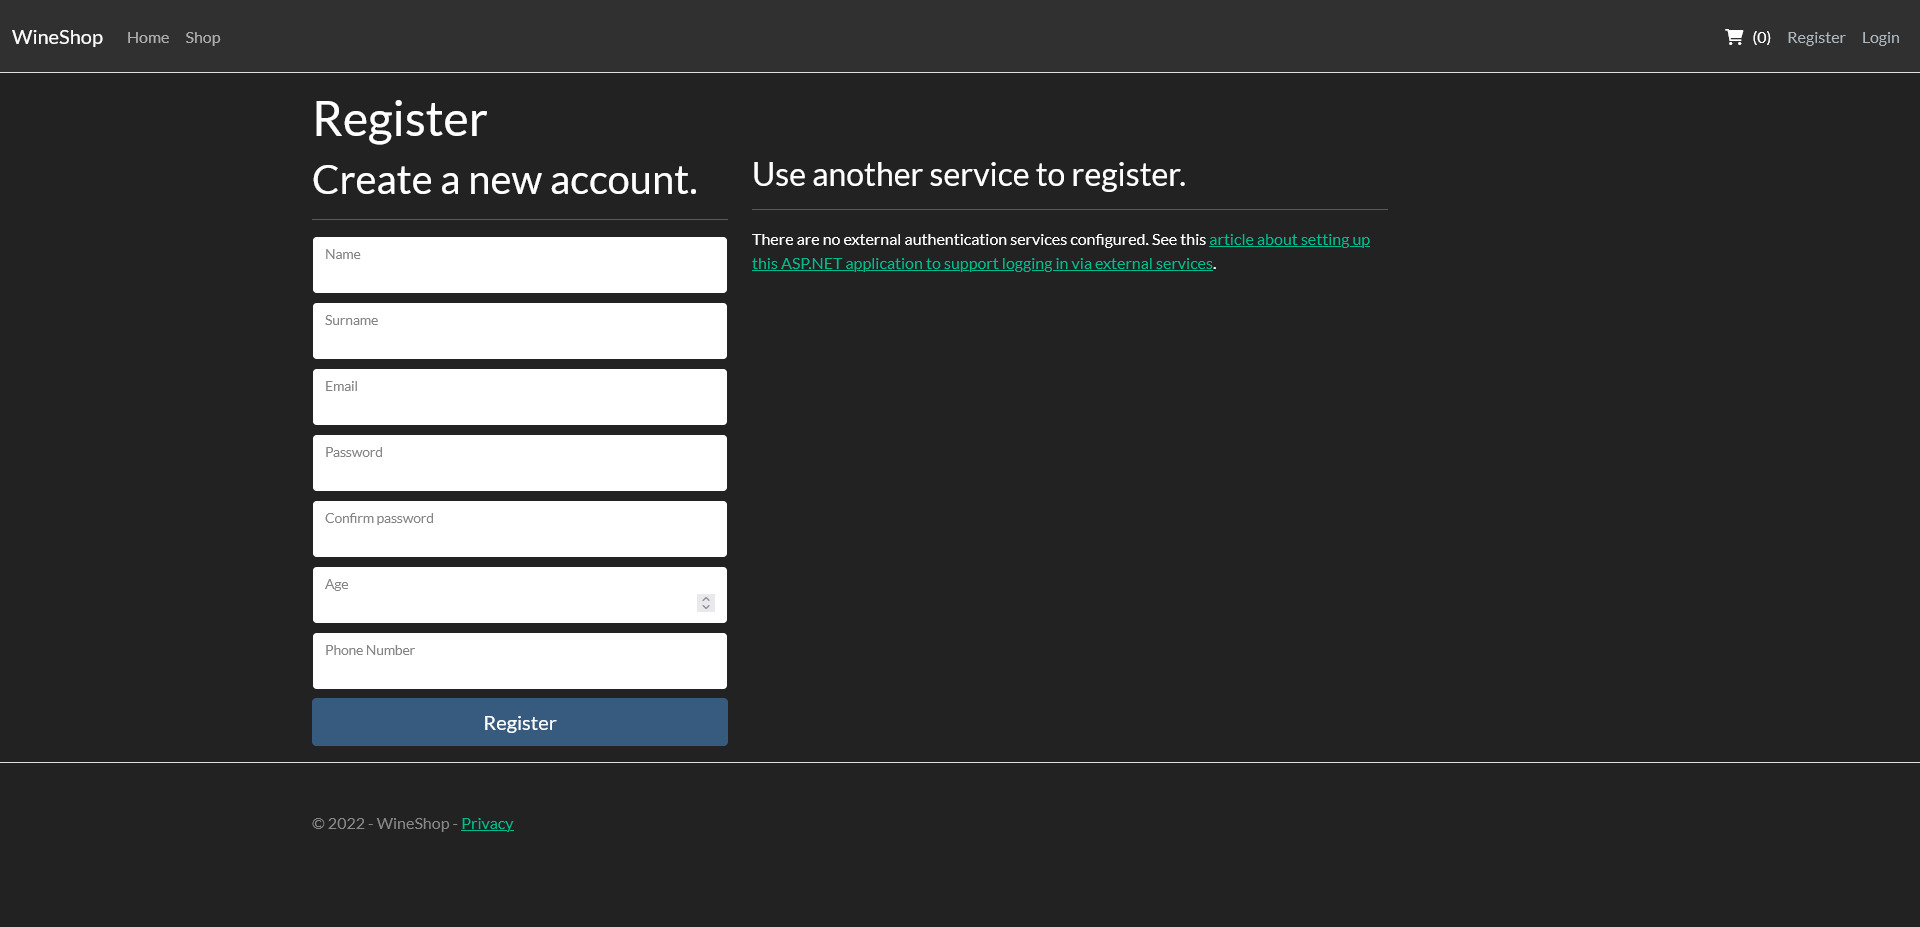 WineShop Home Shop (0) Register Login
Register
Create a new account.
Name
Surname
Email
Password
Confirm password
Age
Phone Number
Register
Use another service to register.
There are no external authentication services configured. See this article about setting up
this ASP.NET application to support logging in via external services.
© 2022 - WineShop - Privacy